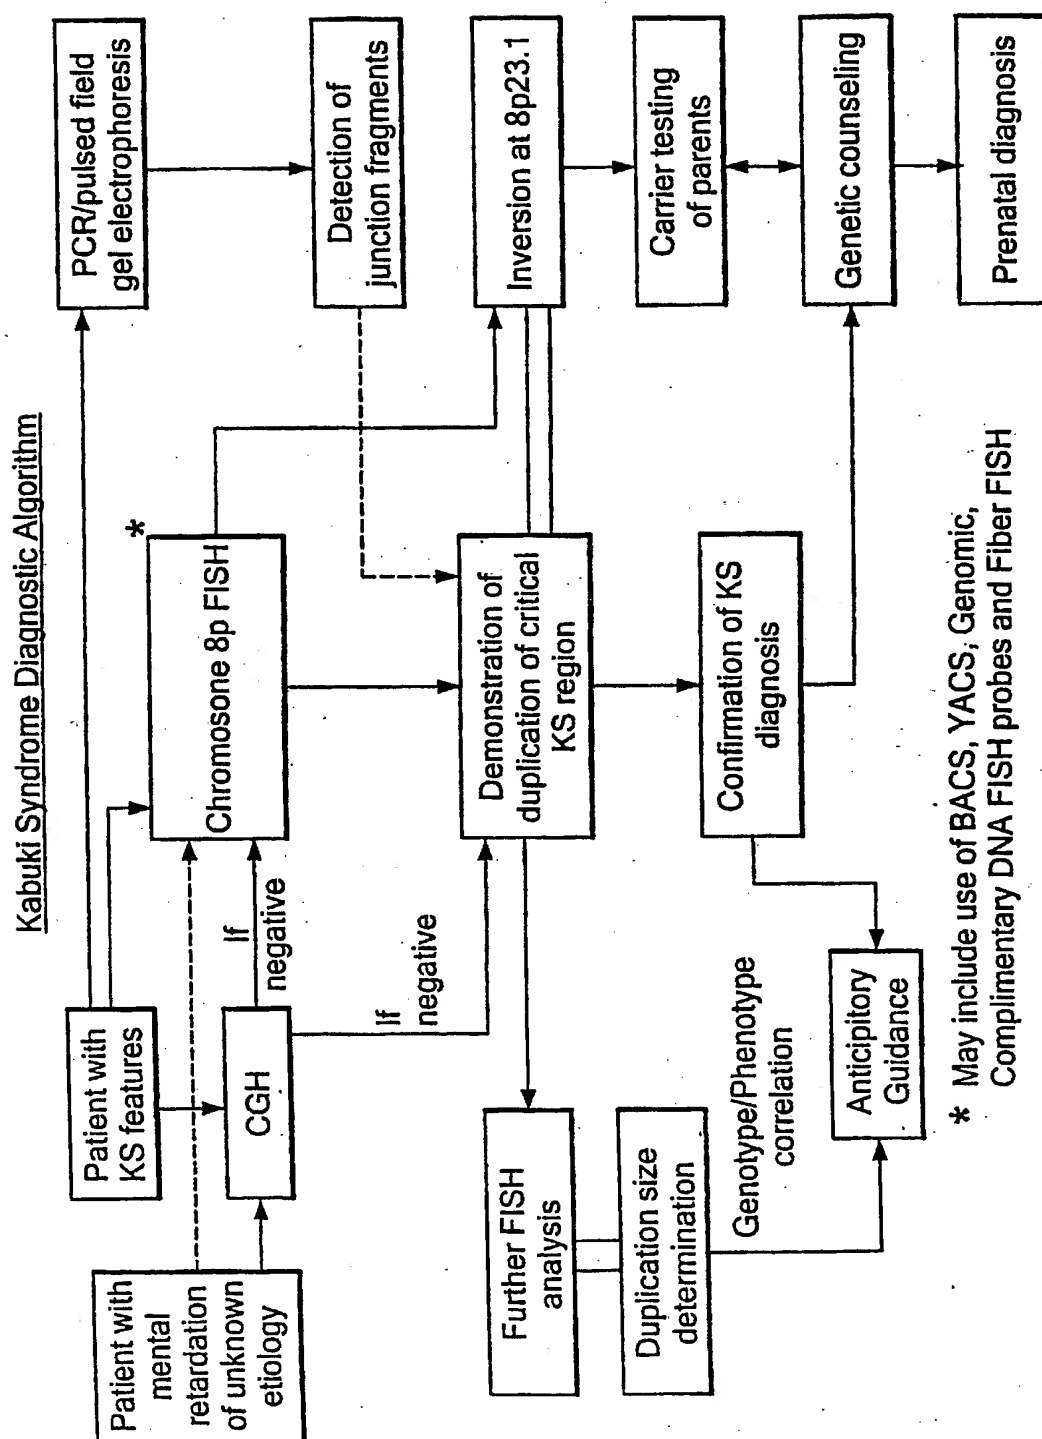 Kabuki Syndrome Diagnostic Algorithm
Patient with
mental
retardation
of unknown
etiology
Patient with
KS features
CGH
If
negative
If
negative
PCR/pulsed field
gel electrophoresis
*
Chromosone 8p FISH
Detection of
junction fragments
Further FISH
analysis
Demonstration of
duplication of critical
KS region
Inversion at 8p23.1
Duplication size
determination
Confirmation of KS
diagnosis
Carrier testing
of parents
Genotype/Phenotype
correlation
Anticipitory
Guidance
Genetic counseling
Prenatal diagnosis
* May include use of BACS, YACS, Genomic,
Complimentary DNA FISH probes and Fiber FISH